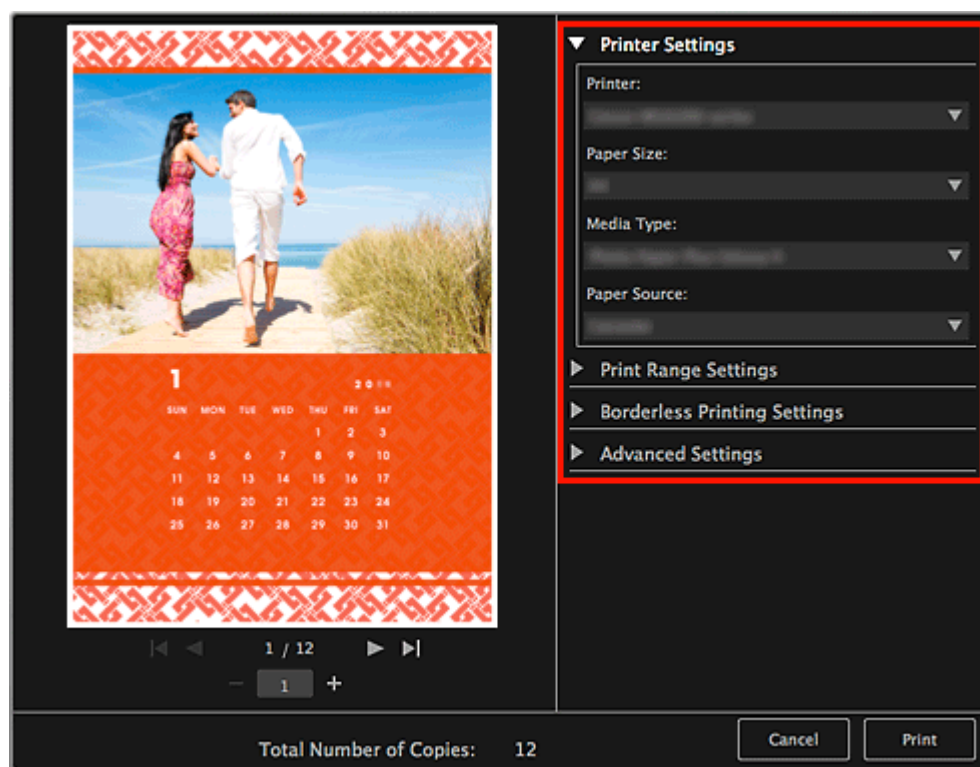 1
20
SUN MON TUE WED THU FRI SAT
1 2 3
4 5 6 7 8 9 10
11 12 13 14 15 16 17
18 19 20 21 22 23 24
25 26 27 28 29 30 31
1 / 12
1
Total Number of Copies: 12
Printer Settings
Printer:
Paper Size:
Media Type:
Paper Source:
Print Range Settings
Borderless Printing Settings
Advanced Settings
Cancel
Print